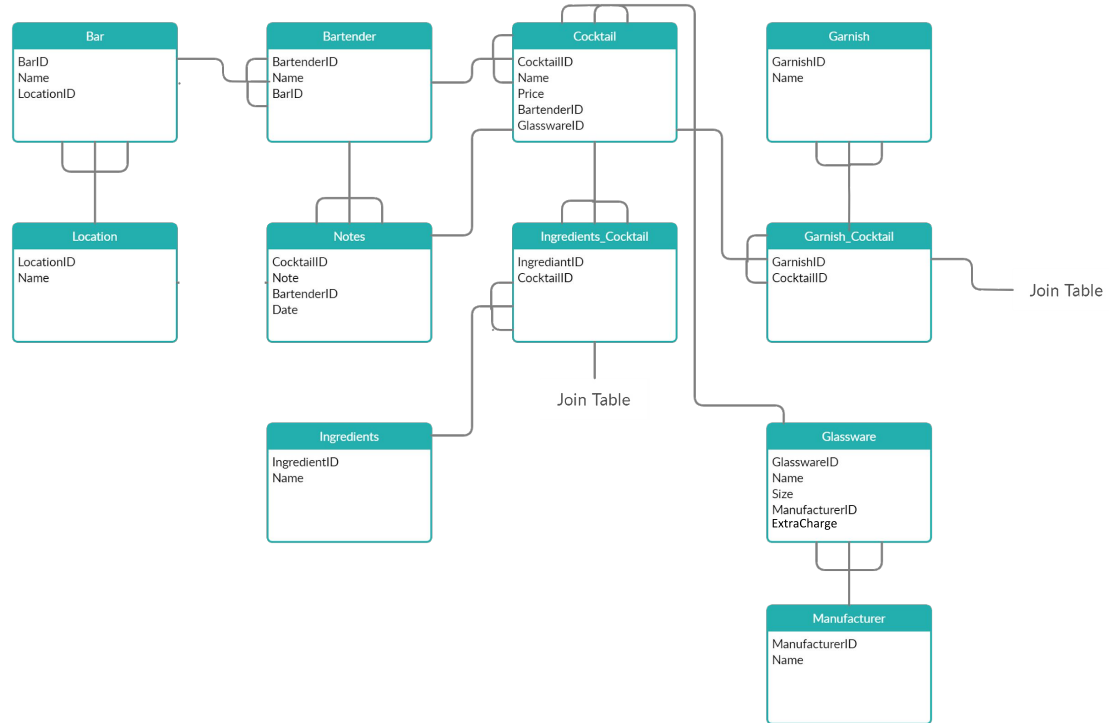 Bar
BarID
Name
LocationID
Bartender
BartenderID
Name
BarID
Cocktail
CocktailID
Name
Price
BartenderID
GlasswareID
Garnish
GarnishID
Name
Location
LocationID
Name
Notes
CocktailID
Note
BartenderID
Date
Ingredients_Cocktail
IngrediantID
CocktailID
Garnish_Cocktail
GarnishID
CocktailID
Join Table
Join Table
Ingredients
IngredientID
Name
Glassware
GlasswareID
Name
Size
ManufacturerID
ExtraCharge
Manufacturer
ManufacturerID
Name